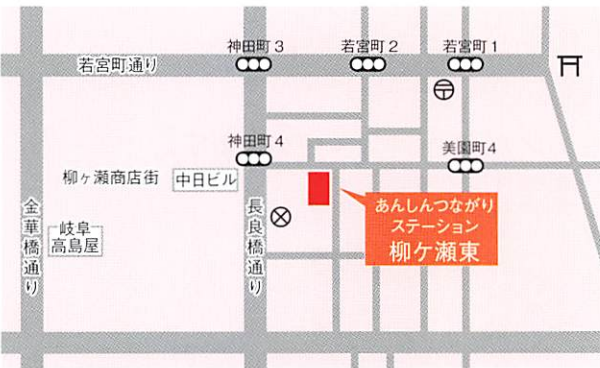 神田町3
若宮町2
若宮町1
若宮町通り
神田町4
美園町4
柳ヶ瀬商店街
中日ビル
あんしんつながり
ステーション
柳ケ瀬東
金華橋通り
岐阜
高島屋
長良橋通り